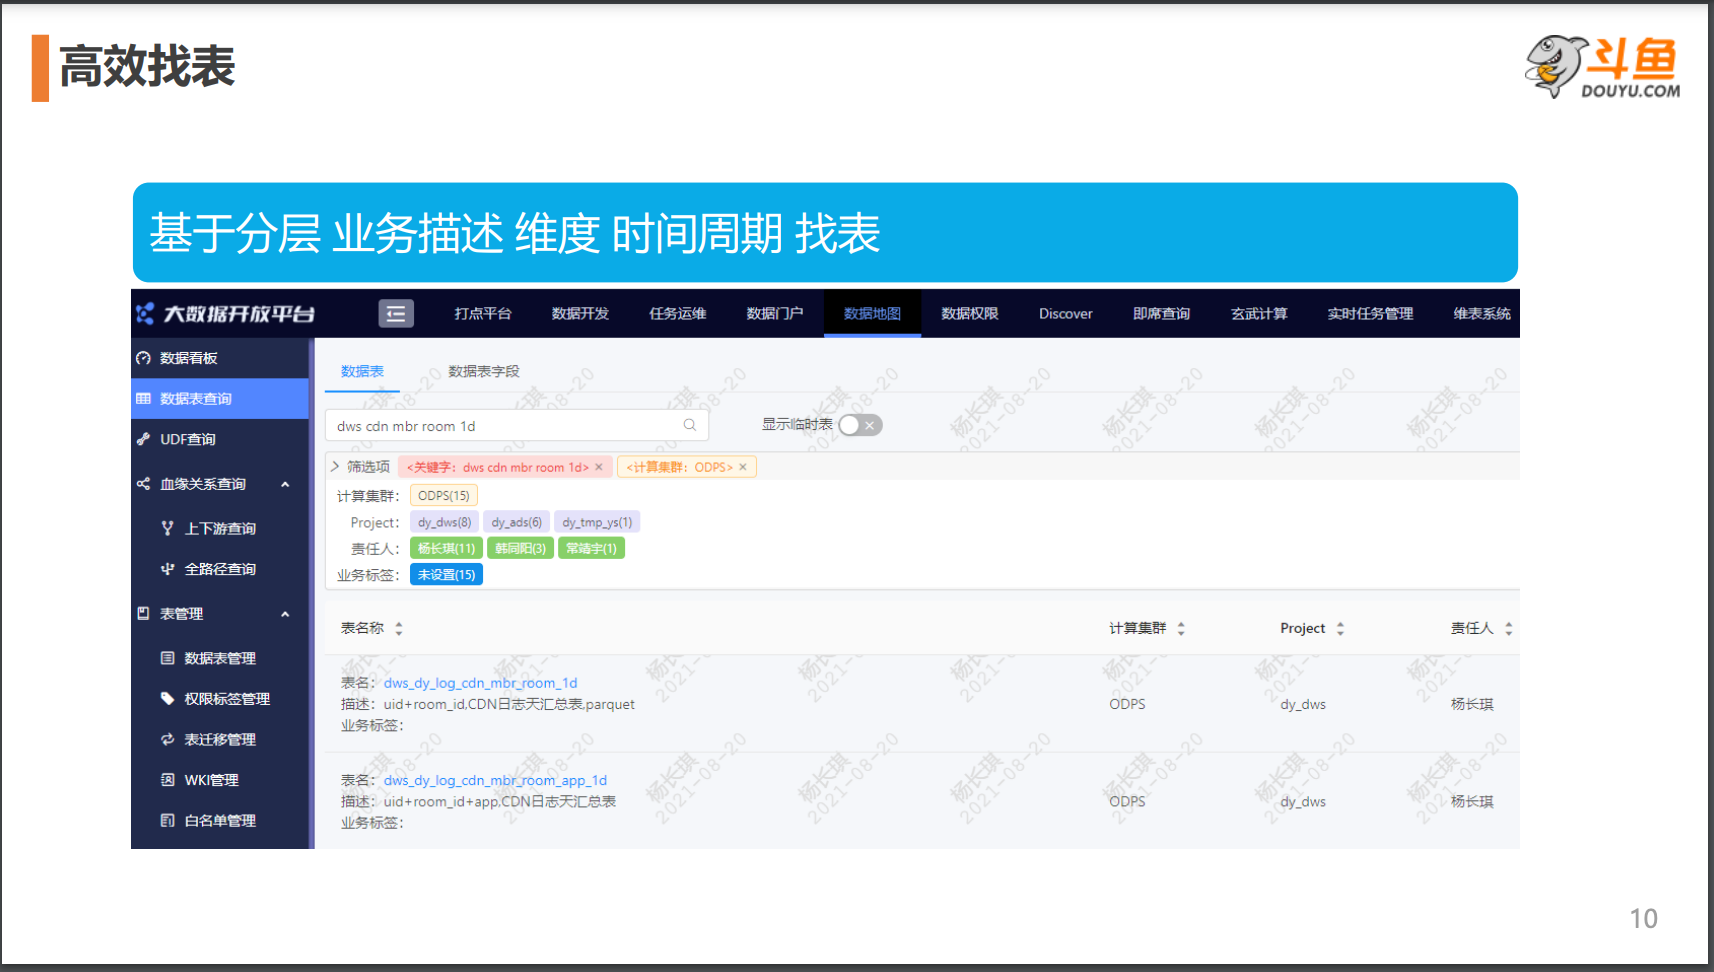 高效找表
斗鱼
DOUYU.COM
基于分层 业务描述 维度 时间周期 找表
大数据开放平台
打点平台 数据开发 任务运维 数据门户 数据地图 数据权限 Discover 即席查询 玄武计算 实时任务管理 维表系统
数据看板
数据表查询
UDF查询
血缘关系查询
上下游查询
全路径查询
表管理
数据表管理
权限标签管理
表迁移管理
WKI管理
白名单管理
数据表 数据表字段
dws cdn mbr room 1d 显示临时表
筛选项 <关键字: dws cdn mbr room 1d> × <计算集群: ODPS> ×
计算集群: ODPS(15)
Project: dy_dws(8) dy_ads(6) dy_tmp_ys(1)
责任人: 杨长琪(11) 韩同阳(3) 常靖宇(1)
业务标签: 未设置(15)
表名称 计算集群 Project 责任人
表名: dws_dy_log_cdn_mbr_room_1d
描述: uid+room_id,CDN日志天汇总表,parquet ODPS dy_dws 杨长琪
业务标签:
表名: dws_dy_log_cdn_mbr_room_app_1d
描述: uid+room_id+app,CDN日志天汇总表 ODPS dy_dws 杨长琪
业务标签:
杨长琪
2021-08-20
10